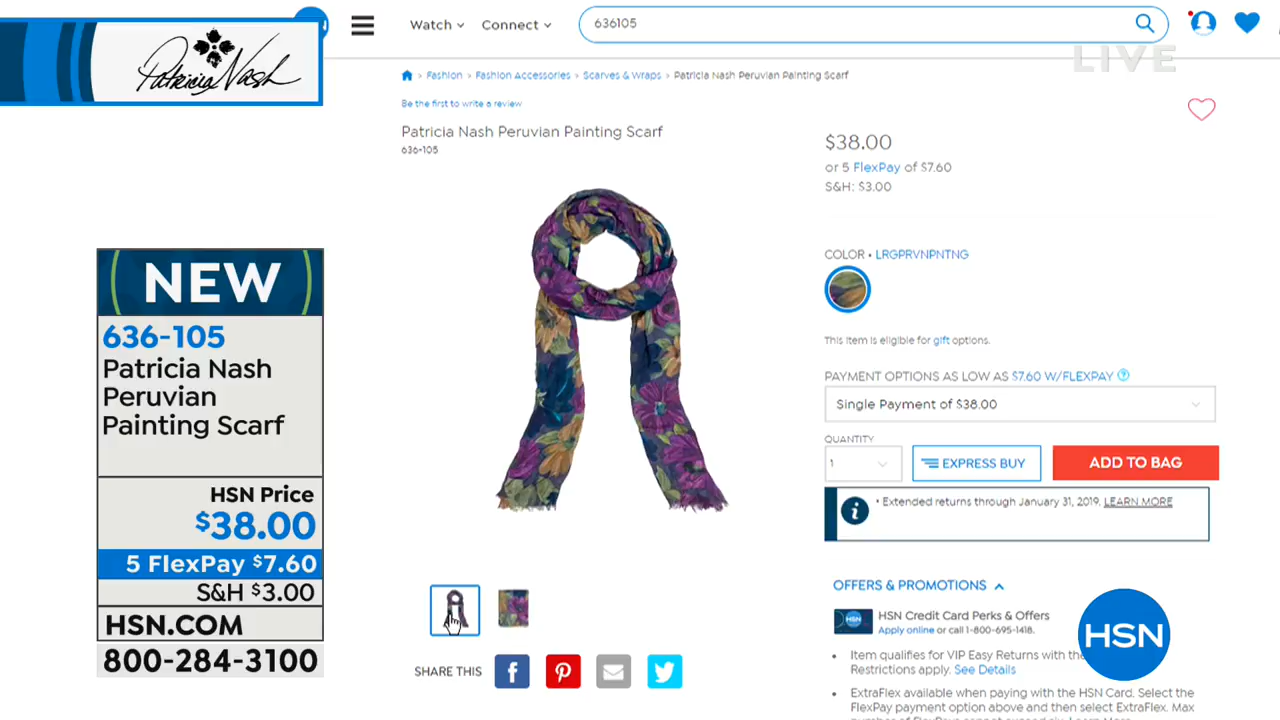 Patricia Nash
Watch
Connect
636105
LIVE
Fashion
Fashion Accessories
Scarves & Wraps
Patricia Nash Peruvian Painting Scarf
Be the first to write a review
Patricia Nash Peruvian Painting Scarf
636-105
$38.00
or 5 FlexPay of $7.60
S&H: $3.00
COLOR • LRGPRVNPNTNG
This item is eligible for gift options.
PAYMENT OPTIONS AS LOW AS $7.60 W/FLEXPAY ?
Single Payment of $38.00
QUANTITY
1
EXPRESS BUY
ADD TO BAG
i
• Extended returns through January 31, 2019. LEARN MORE
OFFERS & PROMOTIONS
HSN
HSN Credit Card Perks & Offers
Apply online or call 1-800-695-1418.
• Item qualifies for VIP Easy Returns with the
Restrictions apply. See Details
• ExtraFlex available when paying with the HSN Card. Select the
FlexPay payment option above and then select ExtraFlex. Max
SHARE THIS
HSN
NEW
636-105
Patricia Nash
Peruvian
Painting Scarf
HSN Price
$38.00
5 FlexPay $7.60
S&H $3.00
HSN.COM
800-284-3100